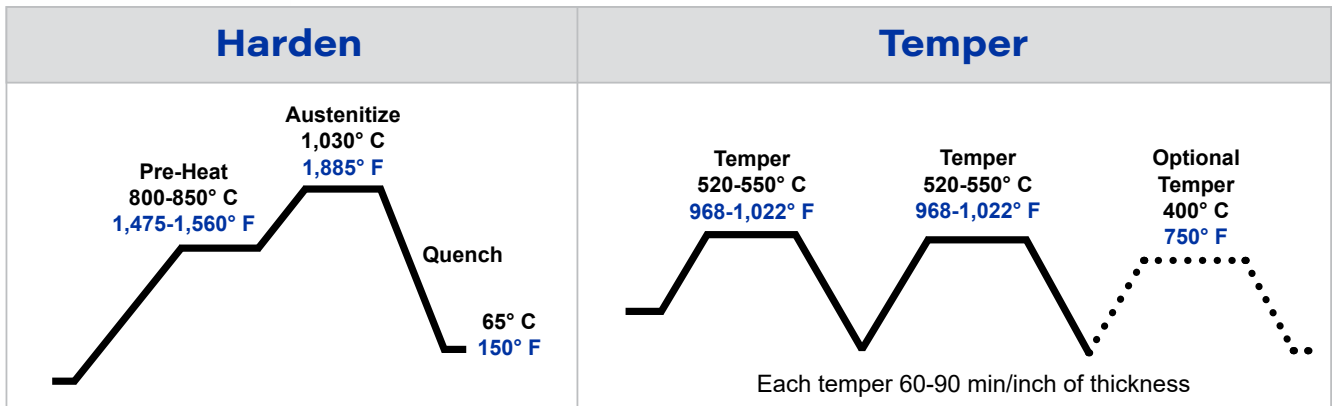 Harden
Temper
Austenitize
1,030° C
1,885° F
Pre-Heat
800-850° C
1,475-1,560° F
Quench
65° C
150° F
Temper
520-550° C
968-1,022° F
Temper
520-550° C
968-1,022° F
Optional
Temper
400° C
750° F
Each temper 60-90 min/inch of thickness